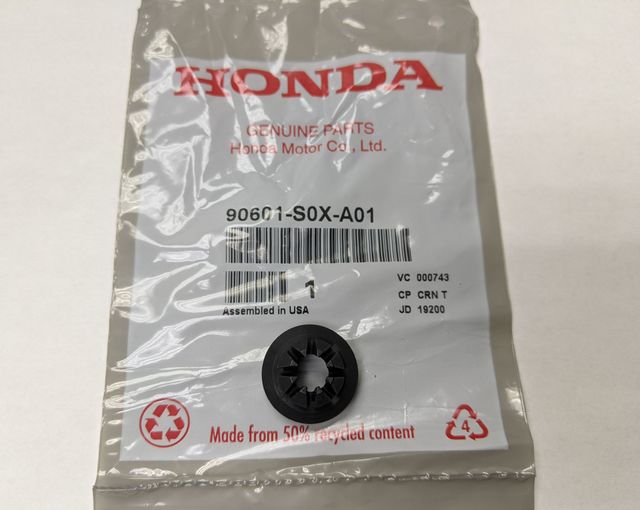 HONDA
GENUINE PARTS
Honda Motor Co., Ltd.
90601-S0X-A01
1
VC 000743
CP CRN T
Assembled in USA
JD 19200
Made from 50% recycled content
4